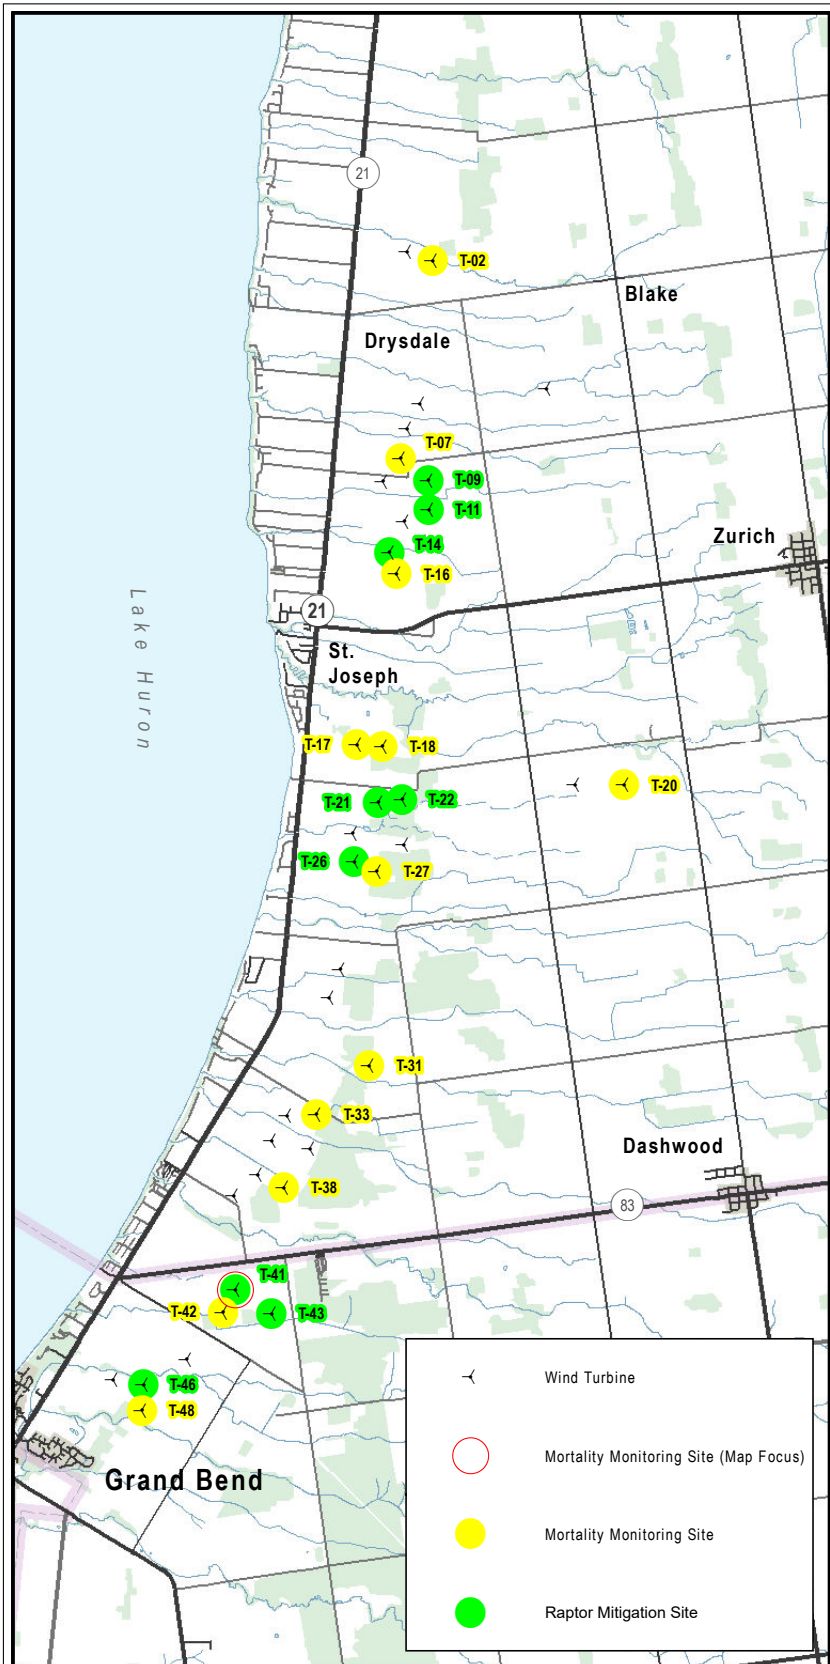 21
T-02
Blake
Drysdale
T-07
T-09
T-11
Zurich
T-14
T-16
Lake Huron
21
St.
Joseph
T-17
T-18
T-20
T-21
T-22
T-26
T-27
T-31
T-33
Dashwood
T-38
83
T-41
T-42
T-43
T-46
T-48
Grand Bend
Wind Turbine
Mortality Monitoring Site (Map Focus)
Mortality Monitoring Site
Raptor Mitigation Site